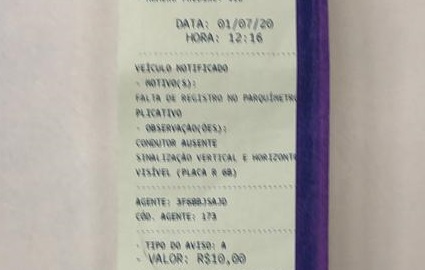 DATA: 01/07/20
HORA: 12:16
VEÍCULO NOTIFICADO
- MOTIVO(S):
FALTA DE REGISTRO NO PARQUÍMETRO
PLICATIVO
- OBSERVAÇÃO(ÕES):
CONDUTOR AUSENTE
SINALIZAÇÃO VERTICAL E HORIZONT
VISÍVEL (PLACA R 6B)
AGENTE:
CÓD. AGENTE: 173
- TIPO DO AVISO: A
- VALOR: R$10,00